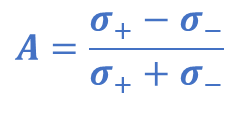 A = (σ₊ − σ₋) / (σ₊ + σ₋)